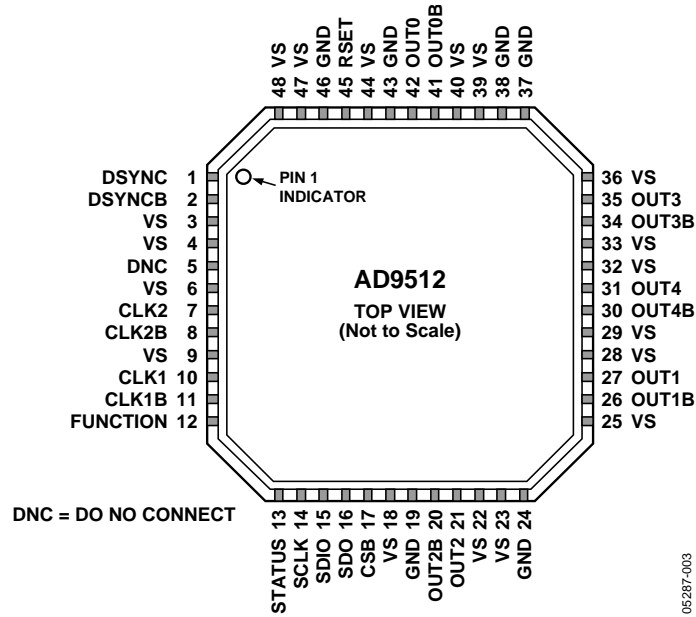 48 VS
47 VS
46 GND
45 RSET
44 VS
43 GND
42 OUT0
41 OUT0B
40 VS
39 VS
38 GND
37 GND
DSYNC 1
DSYNCB 2
VS 3
VS 4
DNC 5
VS 6
CLK2 7
CLK2B 8
VS 9
CLK1 10
CLK1B 11
FUNCTION 12
PIN 1
INDICATOR
AD9512
TOP VIEW
(Not to Scale)
36 VS
35 OUT3
34 OUT3B
33 VS
32 VS
31 OUT4
30 OUT4B
29 VS
28 VS
27 OUT1
26 OUT1B
25 VS
DNC = DO NO CONNECT
STATUS 13
SCLK 14
SDIO 15
SDO 16
CSB 17
VS 18
GND 19
OUT2B 20
OUT2 21
VS 22
VS 23
GND 24
05287-003